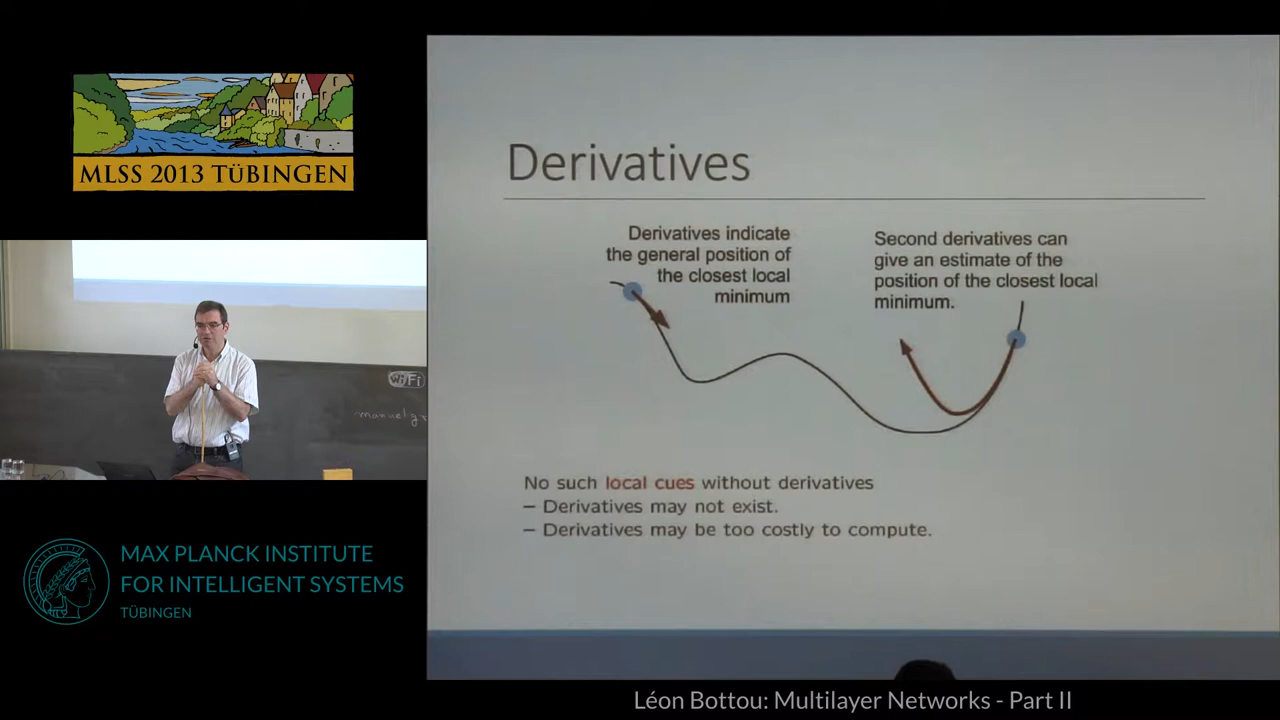 MLSS 2013 TÜBINGEN
WiFi
MAX PLANCK INSTITUTE
FOR INTELLIGENT SYSTEMS
TÜBINGEN
Derivatives
Derivatives indicate
the general position of
the closest local
minimum
Second derivatives can
give an estimate of the
position of the closest local
minimum.
No such local cues without derivatives
– Derivatives may not exist.
– Derivatives may be too costly to compute.
Léon Bottou: Multilayer Networks - Part II